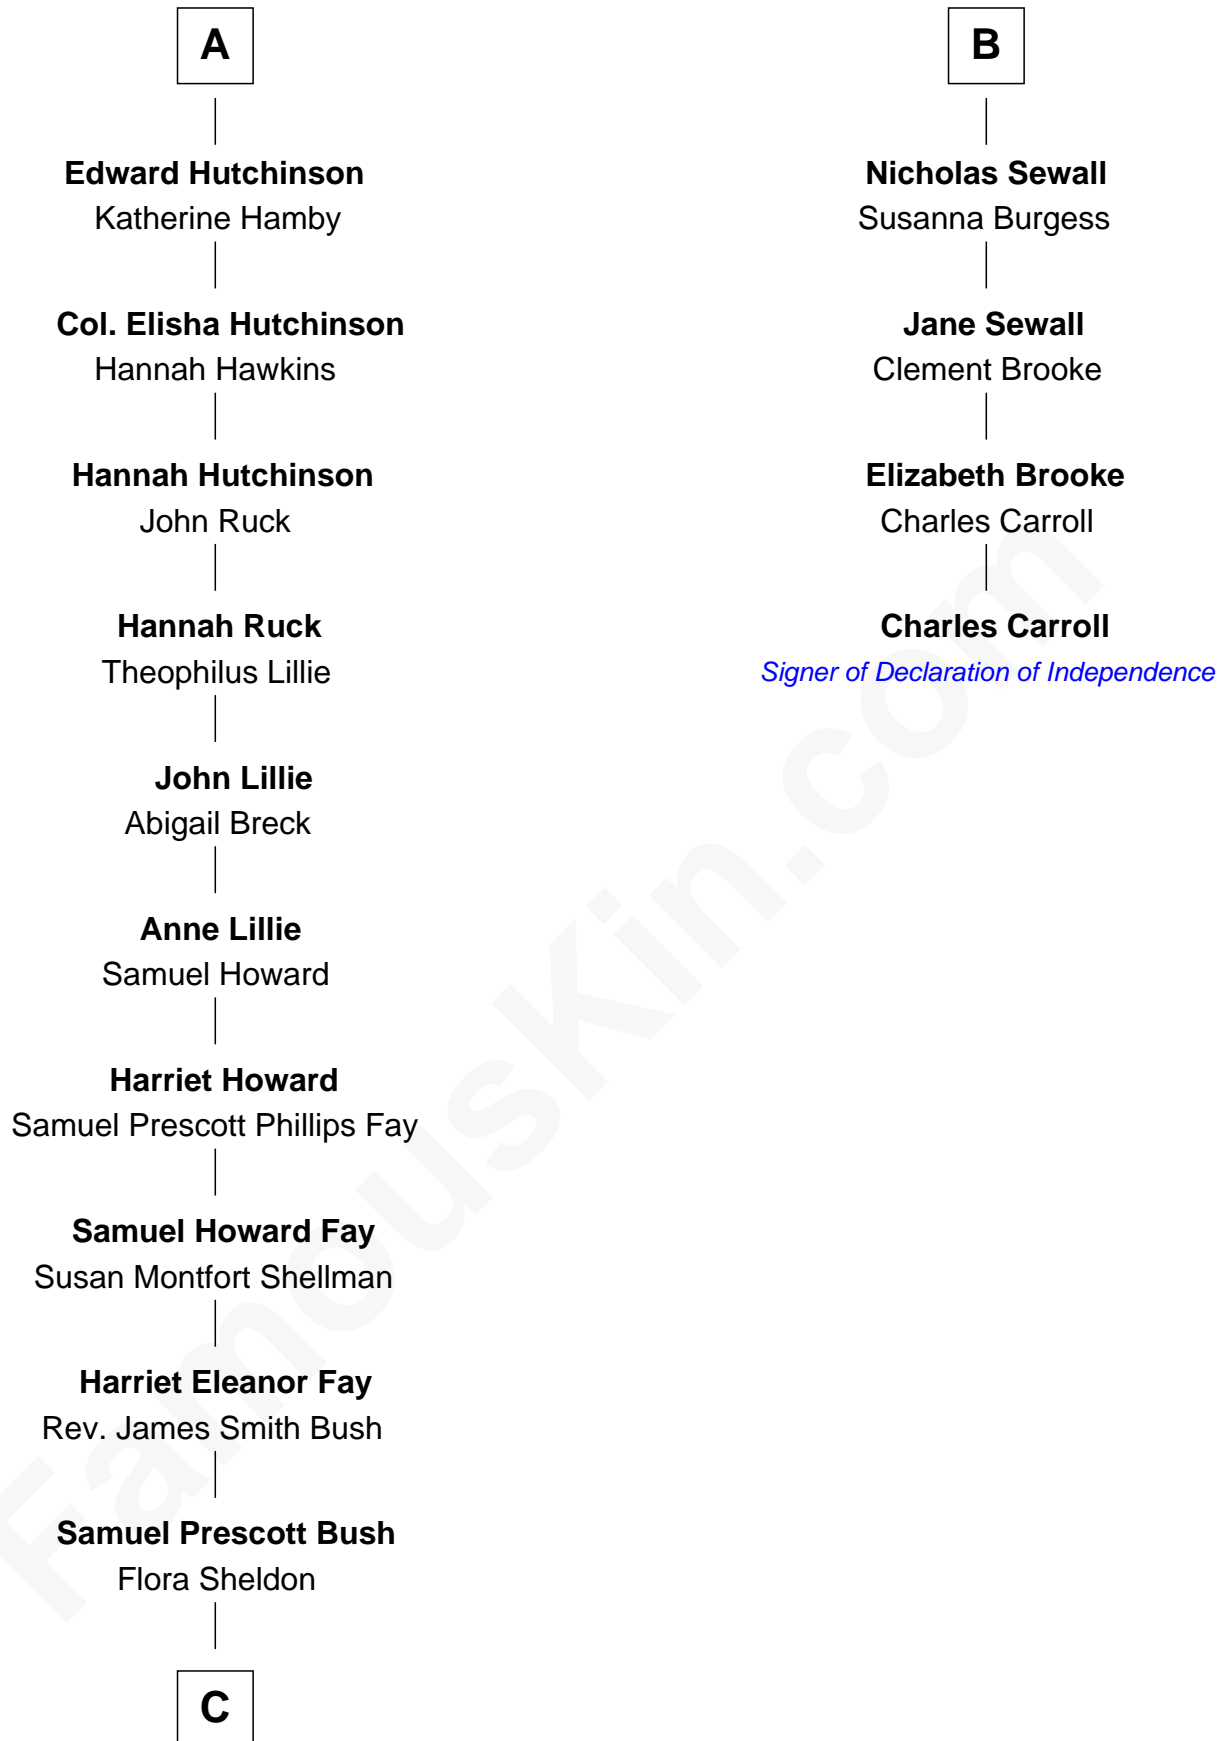 A
Edward Hutchinson
Katherine Hamby
Col. Elisha Hutchinson
Hannah Hawkins
Hannah Hutchinson
John Ruck
Hannah Ruck
Theophilus Lillie
John Lillie
Abigail Breck
Anne Lillie
Samuel Howard
Harriet Howard
Samuel Prescott Phillips Fay
Samuel Howard Fay
Susan Montfort Shellman
Harriet Eleanor Fay
Rev. James Smith Bush
Samuel Prescott Bush
Flora Sheldon
C
B
Nicholas Sewall
Susanna Burgess
Jane Sewall
Clement Brooke
Elizabeth Brooke
Charles Carroll
Charles Carroll
Signer of Declaration of Independence
FamousKin.com